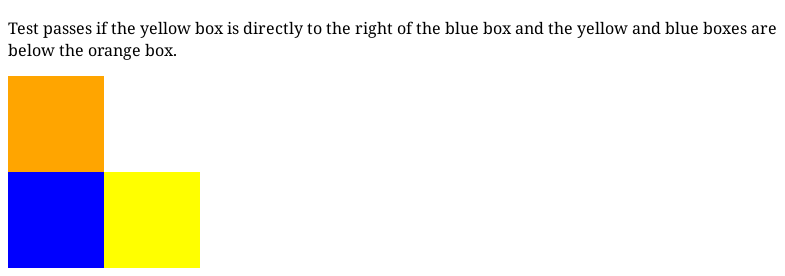 Test passes if the yellow box is directly to the right of the blue box and the yellow and blue boxes are
below the orange box.